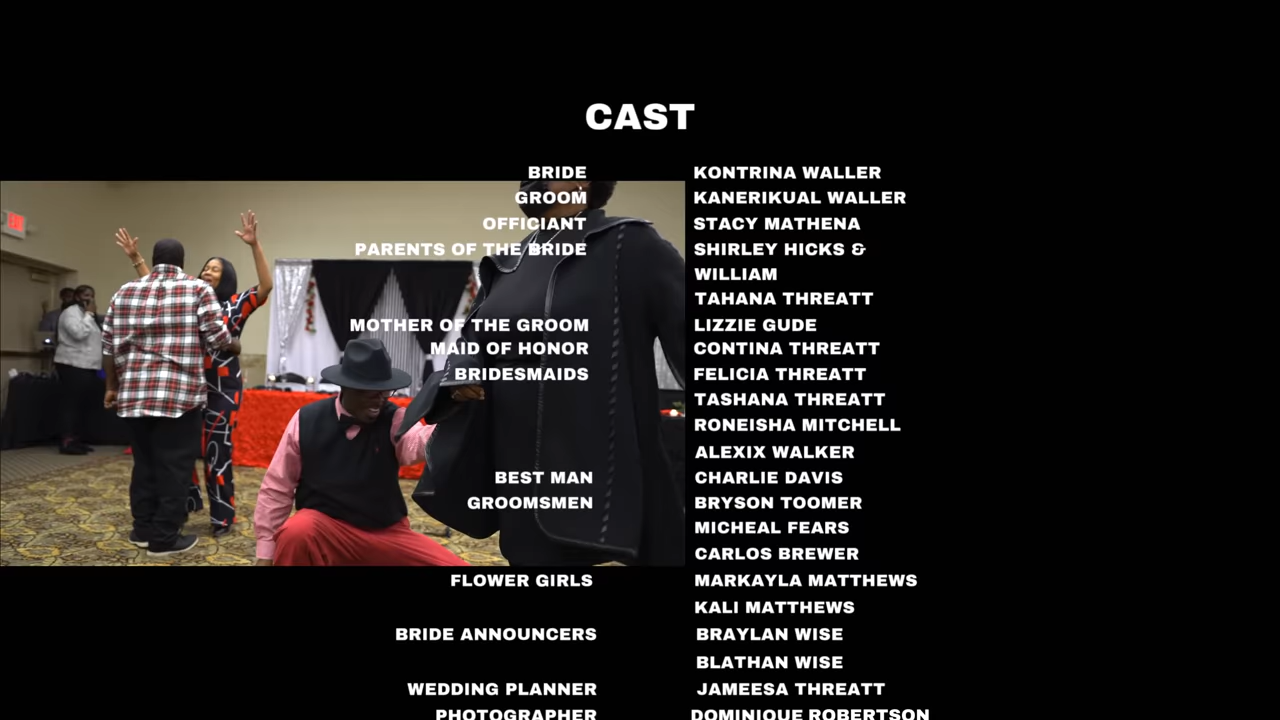 CAST
BRIDE KONTRINA WALLER
GROOM KANERIKUAL WALLER
OFFICIANT STACY MATHENA
PARENTS OF THE BRIDE SHIRLEY HICKS &
WILLIAM
TAHANA THREATT
MOTHER OF THE GROOM LIZZIE GUDE
MAID OF HONOR CONTINA THREATT
BRIDESMAIDS FELICIA THREATT
TASHANA THREATT
RONEISHA MITCHELL
ALEXIX WALKER
BEST MAN CHARLIE DAVIS
GROOMSMEN BRYSON TOOMER
MICHEAL FEARS
CARLOS BREWER
FLOWER GIRLS MARKAYLA MATTHEWS
KALI MATTHEWS
BRIDE ANNOUNCERS BRAYLAN WISE
BLATHAN WISE
WEDDING PLANNER JAMEESA THREATT
PHOTOGRAPHER DOMINIQUE ROBERTSON
EXIT